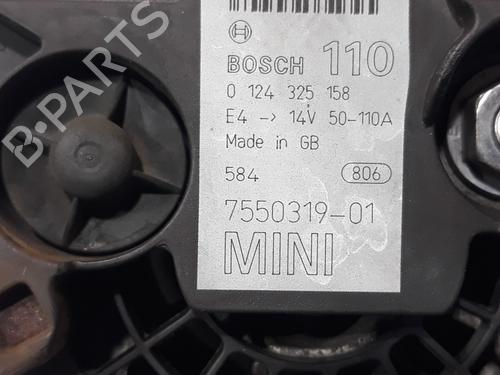 BOSCH 110
0 124 325 158
E4 -> 14V 50-110A
Made in GB
584 806
7550319-01
MINI
B-Parts